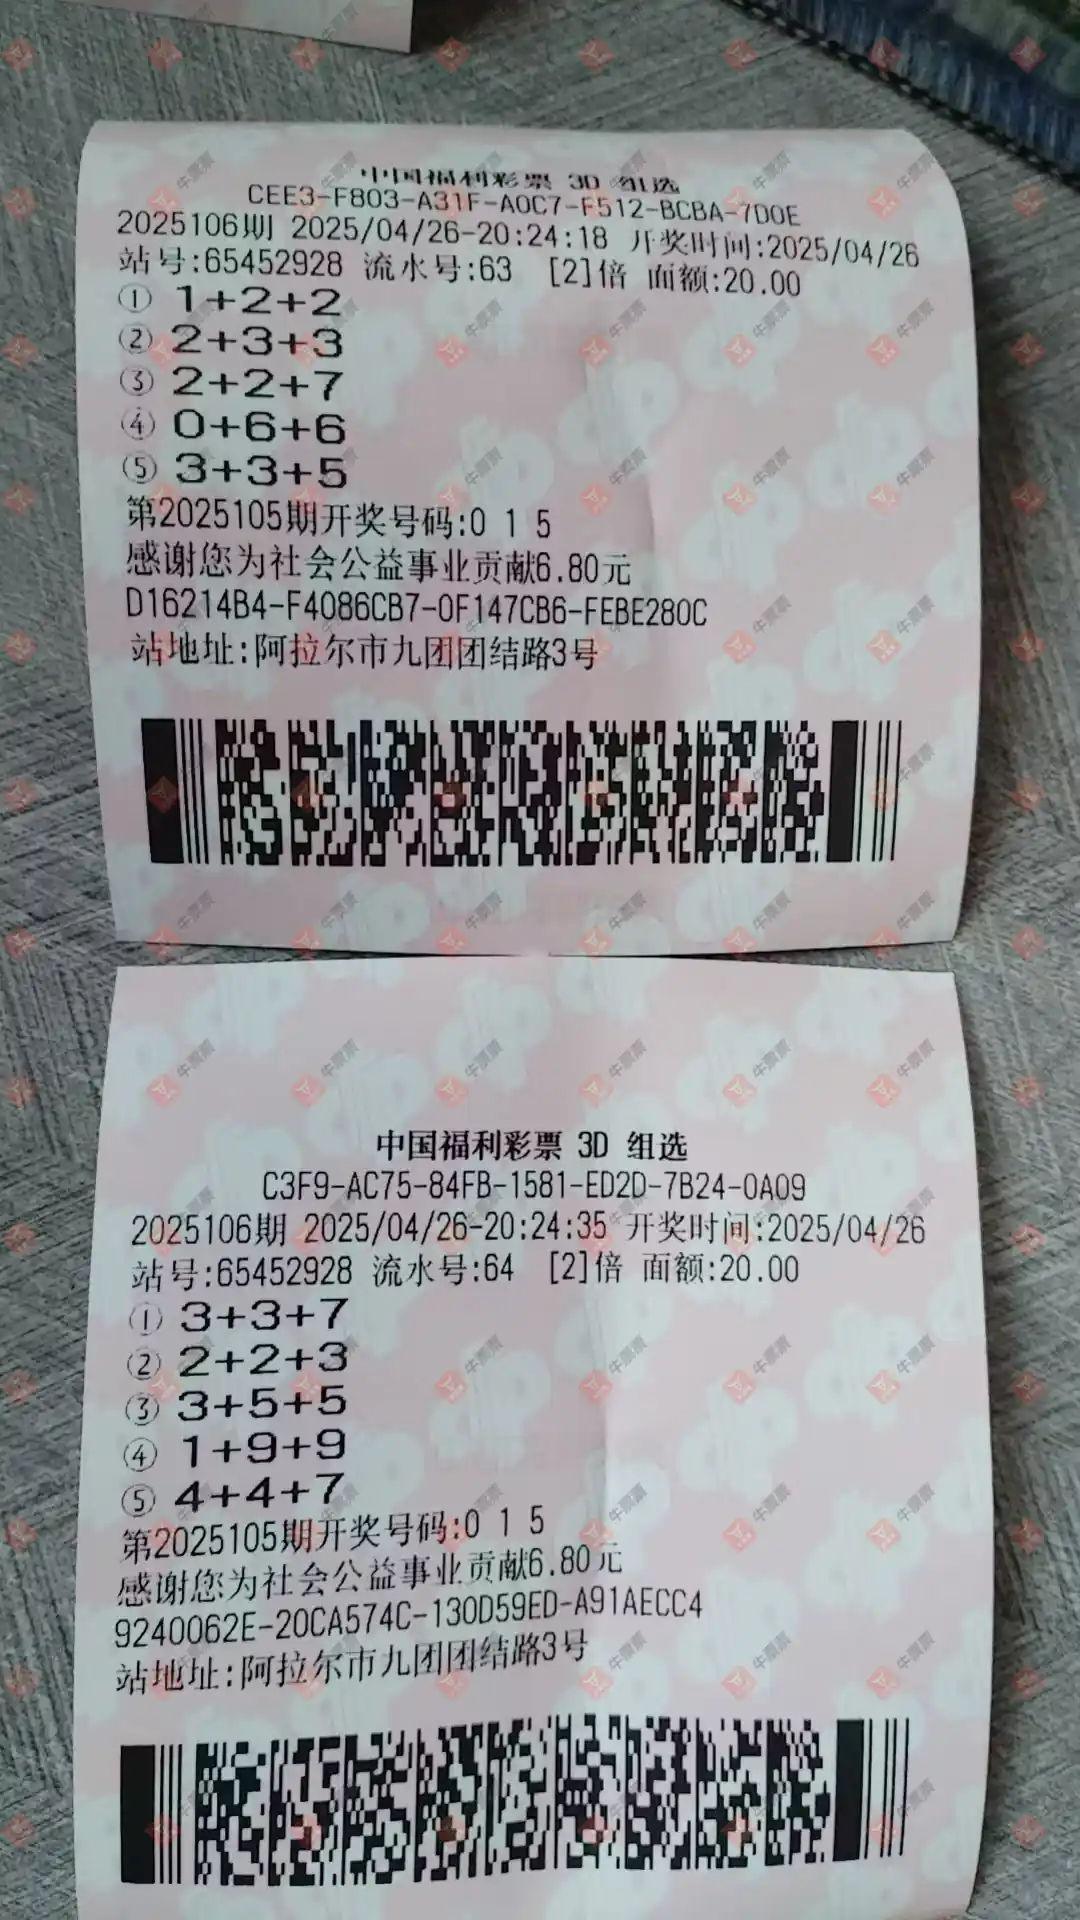 中国福利彩票 3D 组选
CEE3-F803-A31F-A0C7-F512-BCBA-7D0E
2025106期 2025/04/26-20:24:18 开奖时间:2025/04/26
站号:65452928 流水号:63 [2]倍 面额:20.00
① 1+2+2
② 2+3+3
③ 2+2+7
④ 0+6+6
⑤ 3+3+5
第2025105期开奖号码:0 1 5
感谢您为社会公益事业贡献6.80元
D16214B4-F4086CB7-0F147CB6-FEBE280C
站地址:阿拉尔市九团团结路3号
中国福利彩票 3D 组选
C3F9-AC75-84FB-1581-ED2D-7B24-0A09
2025106期 2025/04/26-20:24:35 开奖时间:2025/04/26
站号:65452928 流水号:64 [2]倍 面额:20.00
① 3+3+7
② 2+2+3
③ 3+5+5
④ 1+9+9
⑤ 4+4+7
第2025105期开奖号码:0 1 5
感谢您为社会公益事业贡献6.80元
9240062E-20CA574C-130D59ED-A91AECC4
站地址:阿拉尔市九团团结路3号